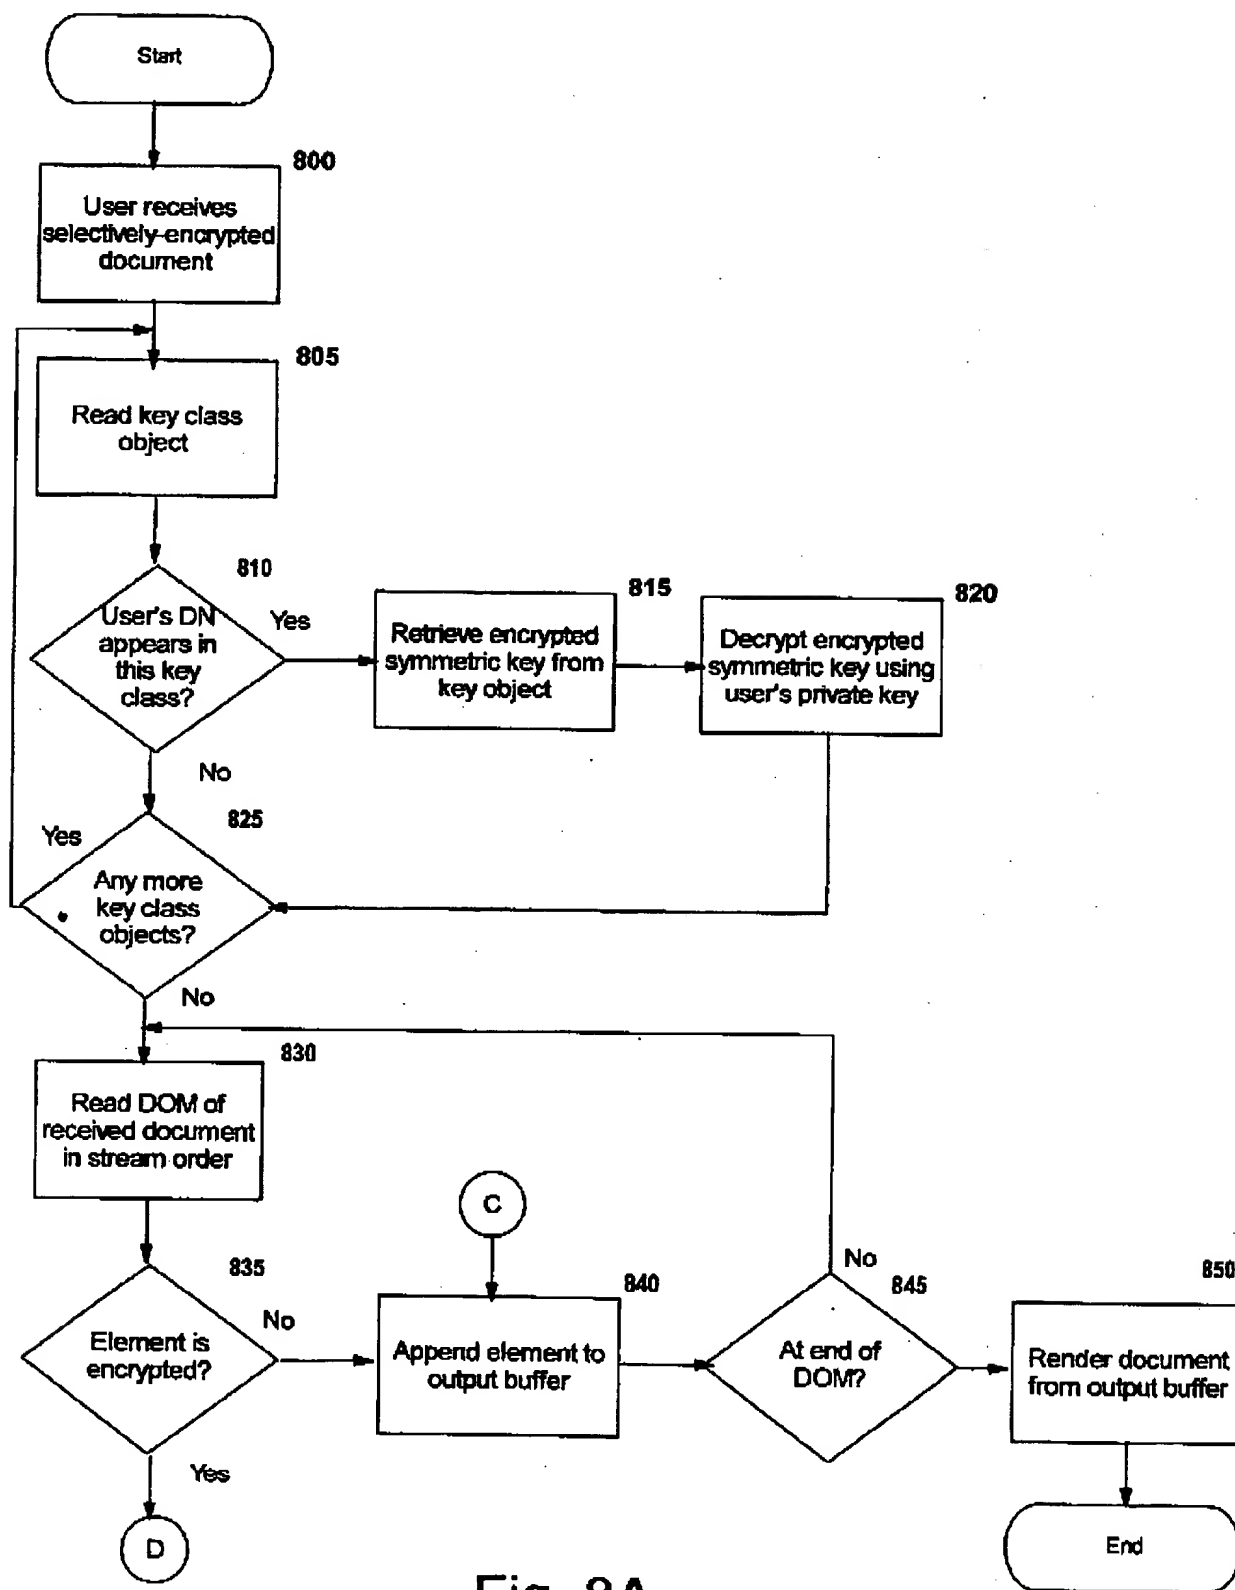 Start
800
User receives
selectively-encrypted
document
805
Read key class
object
810
User's DN
appears in
this key
class?
Yes
815
Retrieve encrypted
symmetric key from
key object
820
Decrypt encrypted
symmetric key using
user's private key
No
825
Yes
Any more
key class
objects?
No
830
Read DOM of
received document
in stream order
C
835
Element is
encrypted?
No
840
Append element to
output buffer
No
845
At end of
DOM?
850
Render document
from output buffer
Yes
D
End
Fig. 8A